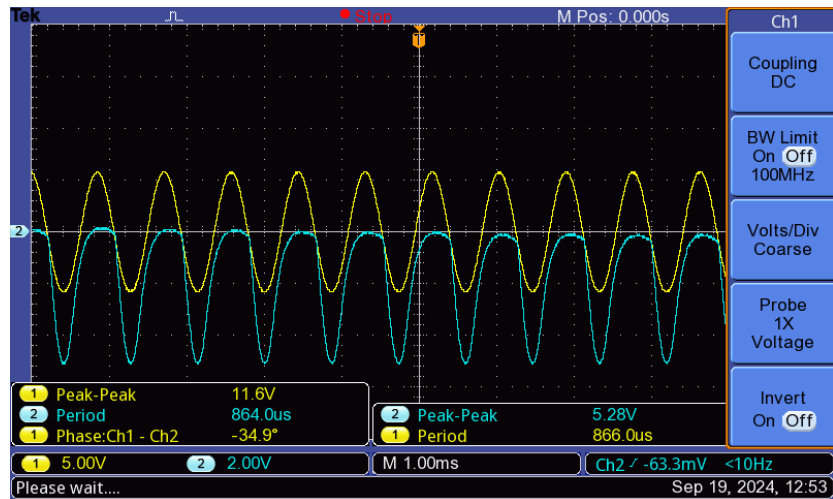 Tek Stop M Pos: 0.000s
T
2
Ch1
Coupling
DC
BW Limit
On Off
100MHz
Volts/Div
Coarse
Probe
1X
Voltage
Invert
On Off
1 Peak-Peak 11.6V
2 Period 864.0us
1 Phase:Ch1 - Ch2 -34.9°
2 Peak-Peak 5.28V
1 Period 866.0us
1 5.00V 2 2.00V M 1.00ms Ch2 -63.3mV <10Hz
Please wait.... Sep 19, 2024, 12:53